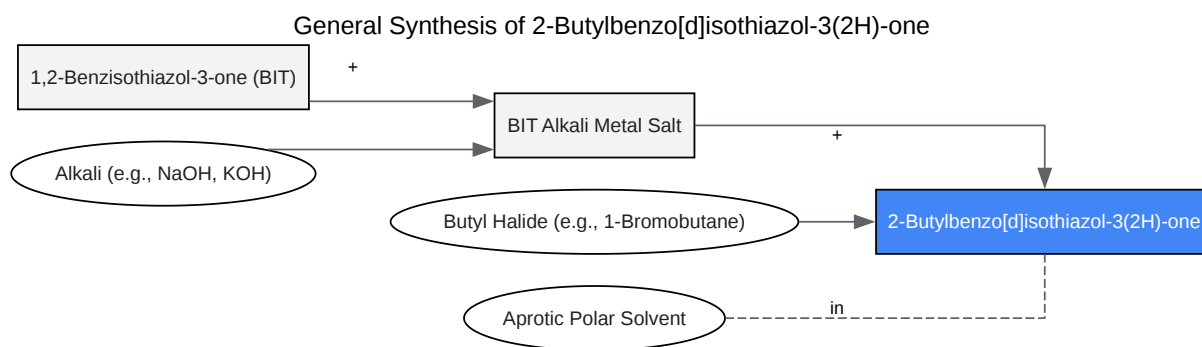 General Synthesis of 2-Butylbenzo[d]isothiazol-3(2H)-one
1,2-Benzisothiazol-3-one (BIT)
+
BIT Alkali Metal Salt
+
Alkali (e.g., NaOH, KOH)
Butyl Halide (e.g., 1-Bromobutane)
2-Butylbenzo[d]isothiazol-3(2H)-one
Aprotic Polar Solvent
in